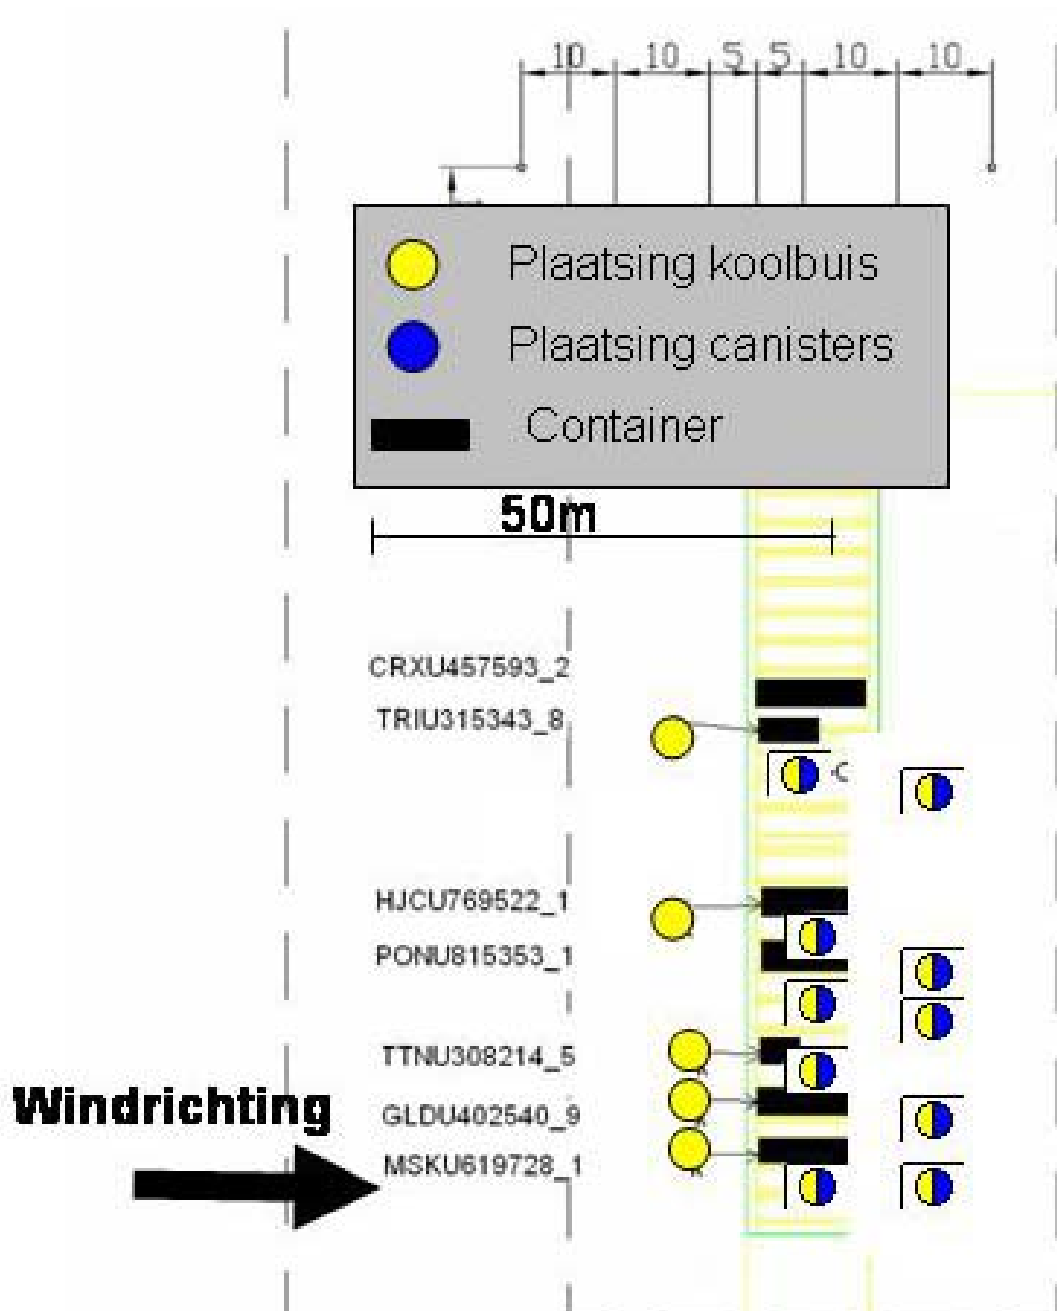 10 10 5 5 10 10
Plaatsing koolbuis
Plaatsing canisters
Container
50m
CRXU457593_2
TRIU315343_8
C
HJCU769522_1
PONU815353_1
TTNU308214_5
Windrichting
GLDU402540_9
MSKU619728_1